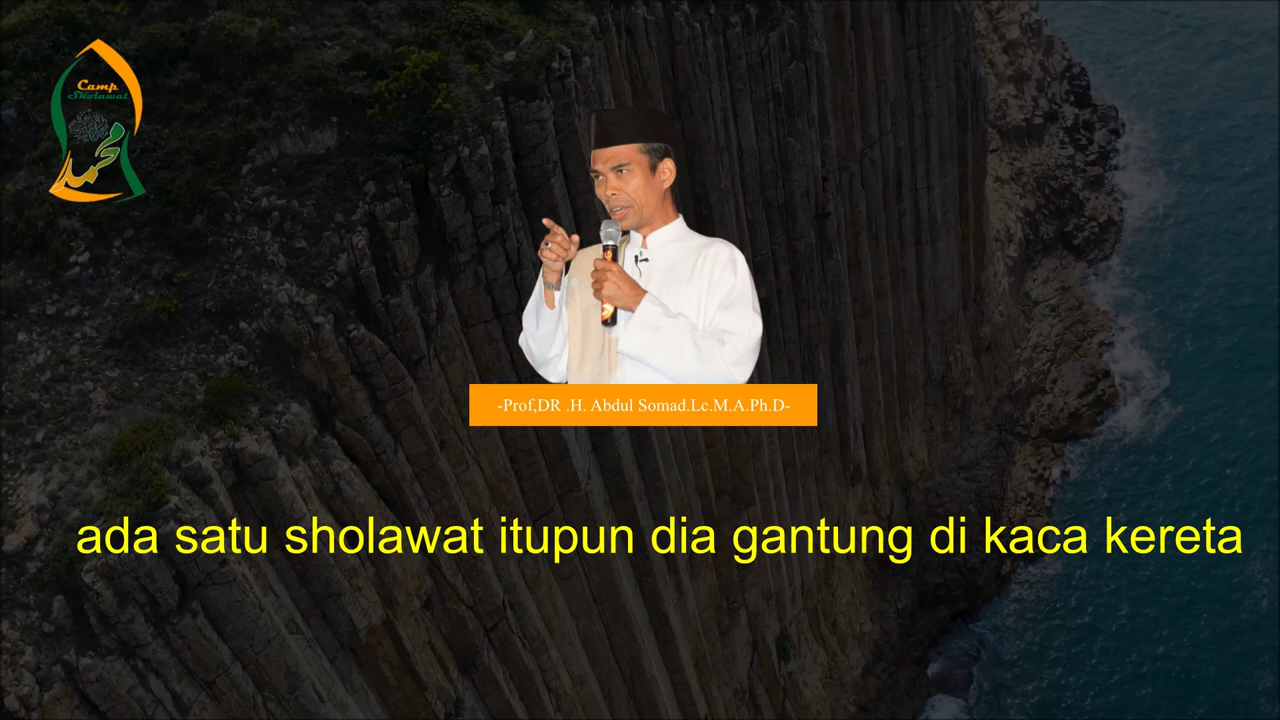 Camp
Sholawat
محمد
-Prof,DR .H. Abdul Somad.Lc.M.A.Ph.D-
ada satu sholawat itupun dia gantung di kaca kereta